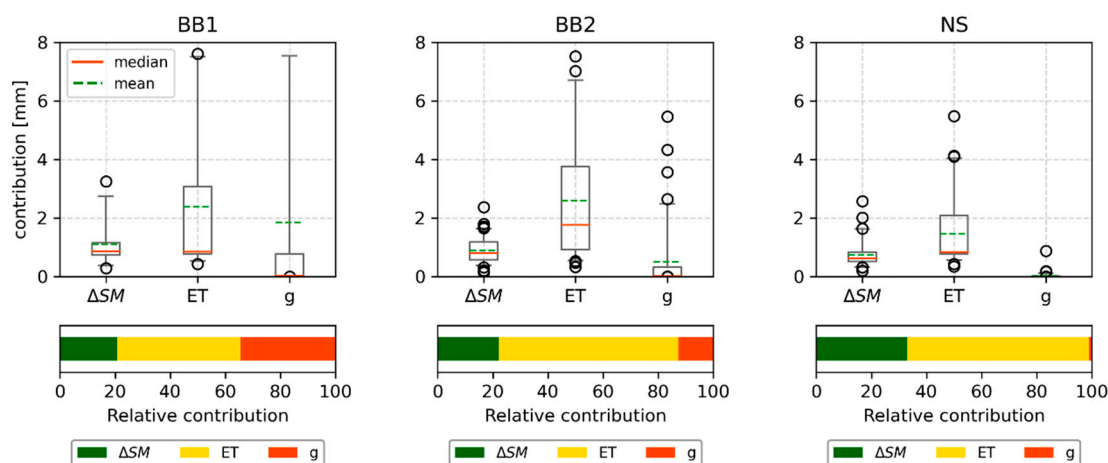 BB1
BB2
NS
contribution [mm]
8
6
4
2
0
median
mean
ΔSM
ET
g
8
6
4
2
0
ΔSM
ET
g
8
6
4
2
0
ΔSM
ET
g
0 20 40 60 80 100
Relative contribution
ΔSM ET g
0 20 40 60 80 100
Relative contribution
ΔSM ET g
0 20 40 60 80 100
Relative contribution
ΔSM ET g